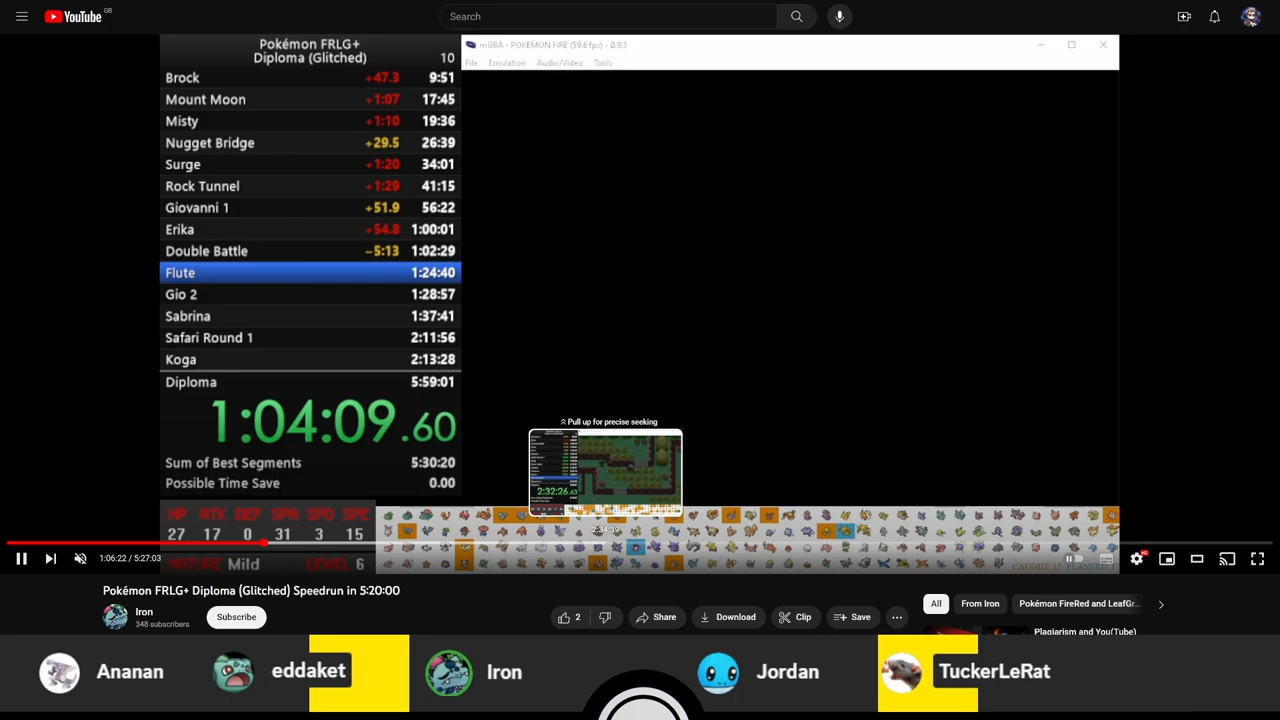 YouTube GB
Search
Pokémon FRLG+
Diploma (Glitched)
10
Brock +47.3 9:51
Mount Moon +1:07 17:45
Misty +1:10 19:36
Nugget Bridge +29.5 26:39
Surge +1:20 34:01
Rock Tunnel +1:29 41:15
Giovanni 1 +51.9 56:22
Erika +54.8 1:00:01
Double Battle −5:13 1:02:29
Flute 1:24:40
Gio 2 1:28:57
Sabrina 1:37:41
Safari Round 1 2:11:56
Koga 2:13:28
Diploma 5:59:01
1:04:09.60
Sum of Best Segments 5:30:20
Possible Time Save 0.00
HP ATK DEF SPA SPD SPE
27 17 0 31 3 15
NATURE Mild LEVEL 6
mGBA - POKEMON FIRE (59.6 fps) - 0.9.3
File Emulation Audio/Video Tools
Pull up for precise seeking
2:32:26.63
2:34:39
1:06:22 / 5:27:03
HD
Pokémon FRLG+ Diploma (Glitched) Speedrun in 5:20:00
Iron
348 subscribers
Subscribe
2
Share
Download
Clip
Save
All
From Iron
Pokémon FireRed and LeafGr...
Plagiarism and You(Tube)
Ananan
eddaket
Iron
Jordan
TuckerLeRat